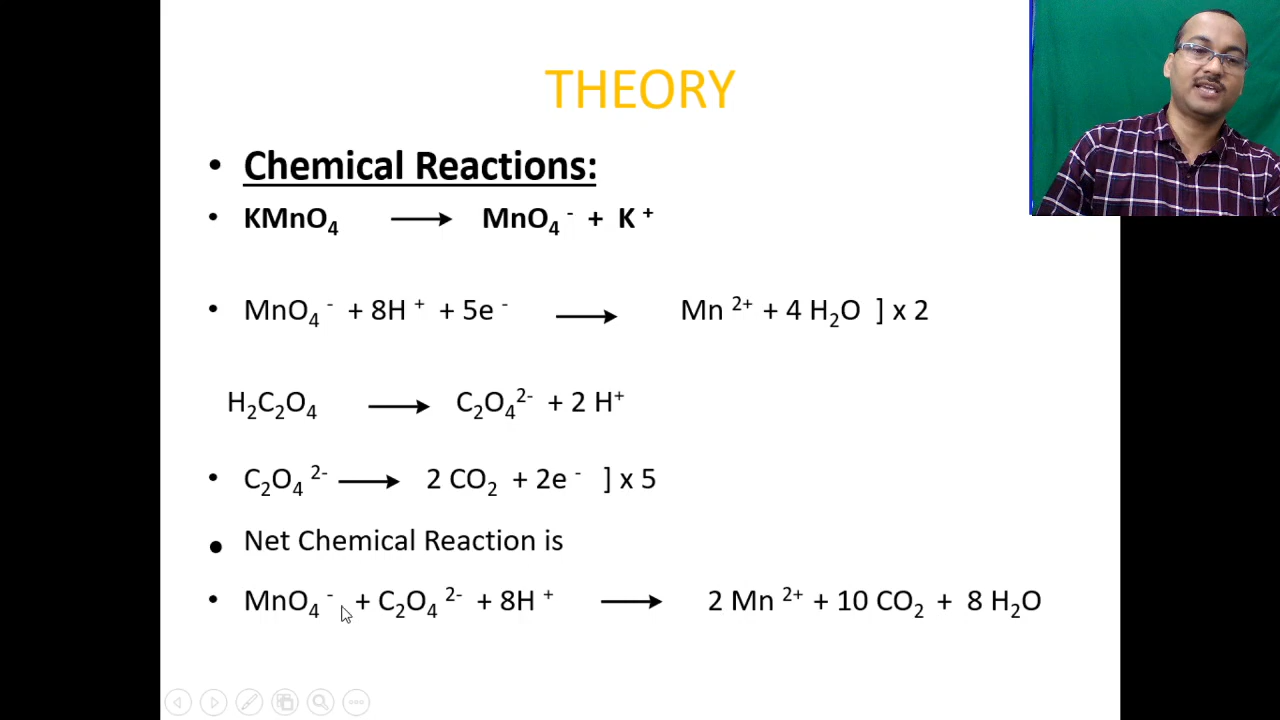 THEORY
• Chemical Reactions:
• KMnO₄ ⟶ MnO₄⁻ + K⁺
• MnO₄⁻ + 8H⁺ + 5e⁻ ⟶ Mn²⁺ + 4 H₂O ] x 2
H₂C₂O₄ ⟶ C₂O₄²⁻ + 2 H⁺
• C₂O₄²⁻ ⟶ 2 CO₂ + 2e⁻ ] x 5
• Net Chemical Reaction is
• MnO₄⁻ + C₂O₄²⁻ + 8H⁺ ⟶ 2 Mn²⁺ + 10 CO₂ + 8 H₂O